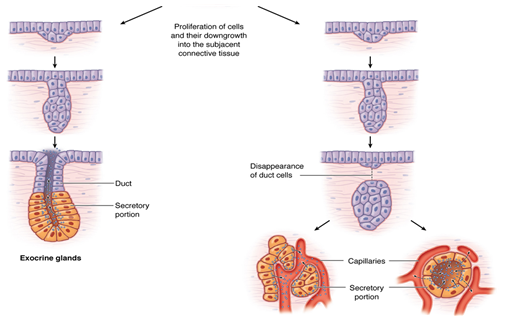 Proliferation of cells
and their downgrowth
into the subjacent
connective tissue
Disappearance
of duct cells
Duct
Secretory
portion
Exocrine glands
Capillaries
Secretory
portion